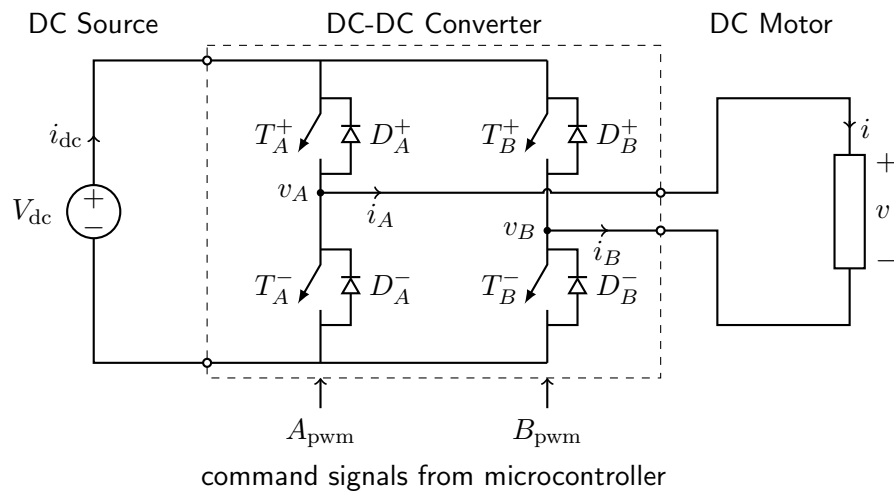 DC Source DC-DC Converter DC Motor
i_dc T_A^+ D_A^+ T_B^+ D_B^+ i
+
V_dc + − v_A i_A v_B i_B v
−
T_A^- D_A^- T_B^- D_B^-
A_pwm B_pwm
command signals from microcontroller